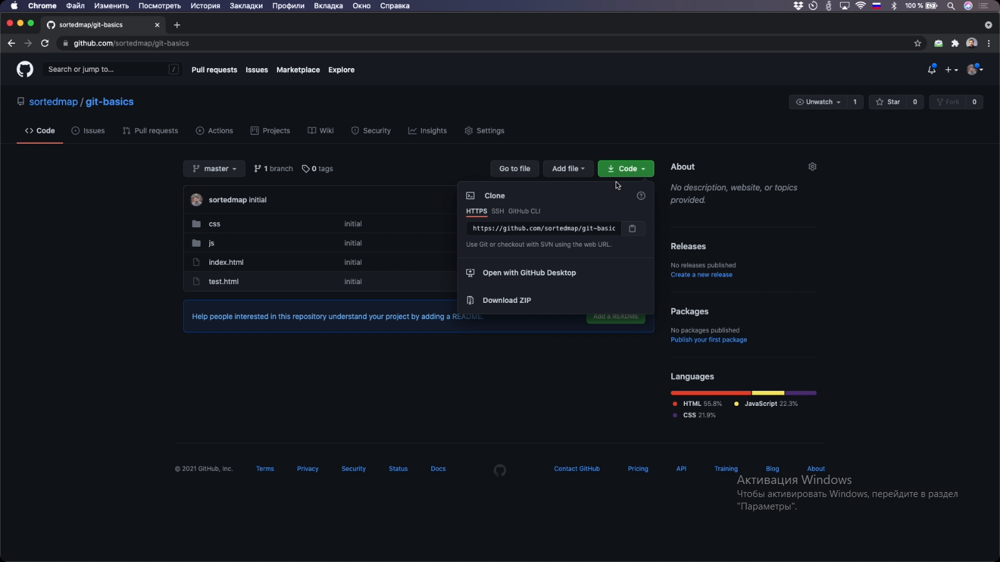 Chrome Файл Изменить Посмотреть История Закладки Профили Вкладка Окно Справка 100 %
sortedmap/git-basics
github.com/sortedmap/git-basics
Search or jump to... / Pull requests Issues Marketplace Explore
sortedmap / git-basics Unwatch 1 Star 0 Fork 0
Code Issues Pull requests Actions Projects Wiki Security Insights Settings
master 1 branch 0 tags Go to file Add file Code
sortedmap initial
css initial
js initial
index.html initial
test.html initial
Clone
HTTPS SSH GitHub CLI
https://github.com/sortedmap/git-basic
Use Git or checkout with SVN using the web URL.
Open with GitHub Desktop
Download ZIP
Help people interested in this repository understand your project by adding a README. Add a README
About
No description, website, or topics
provided.
Releases
No releases published
Create a new release
Packages
No packages published
Publish your first package
Languages
HTML 55.8% JavaScript 22.3%
CSS 21.9%
© 2021 GitHub, Inc. Terms Privacy Security Status Docs Contact GitHub Pricing API Training Blog About
Активация Windows
Чтобы активировать Windows, перейдите в раздел
"Параметры".